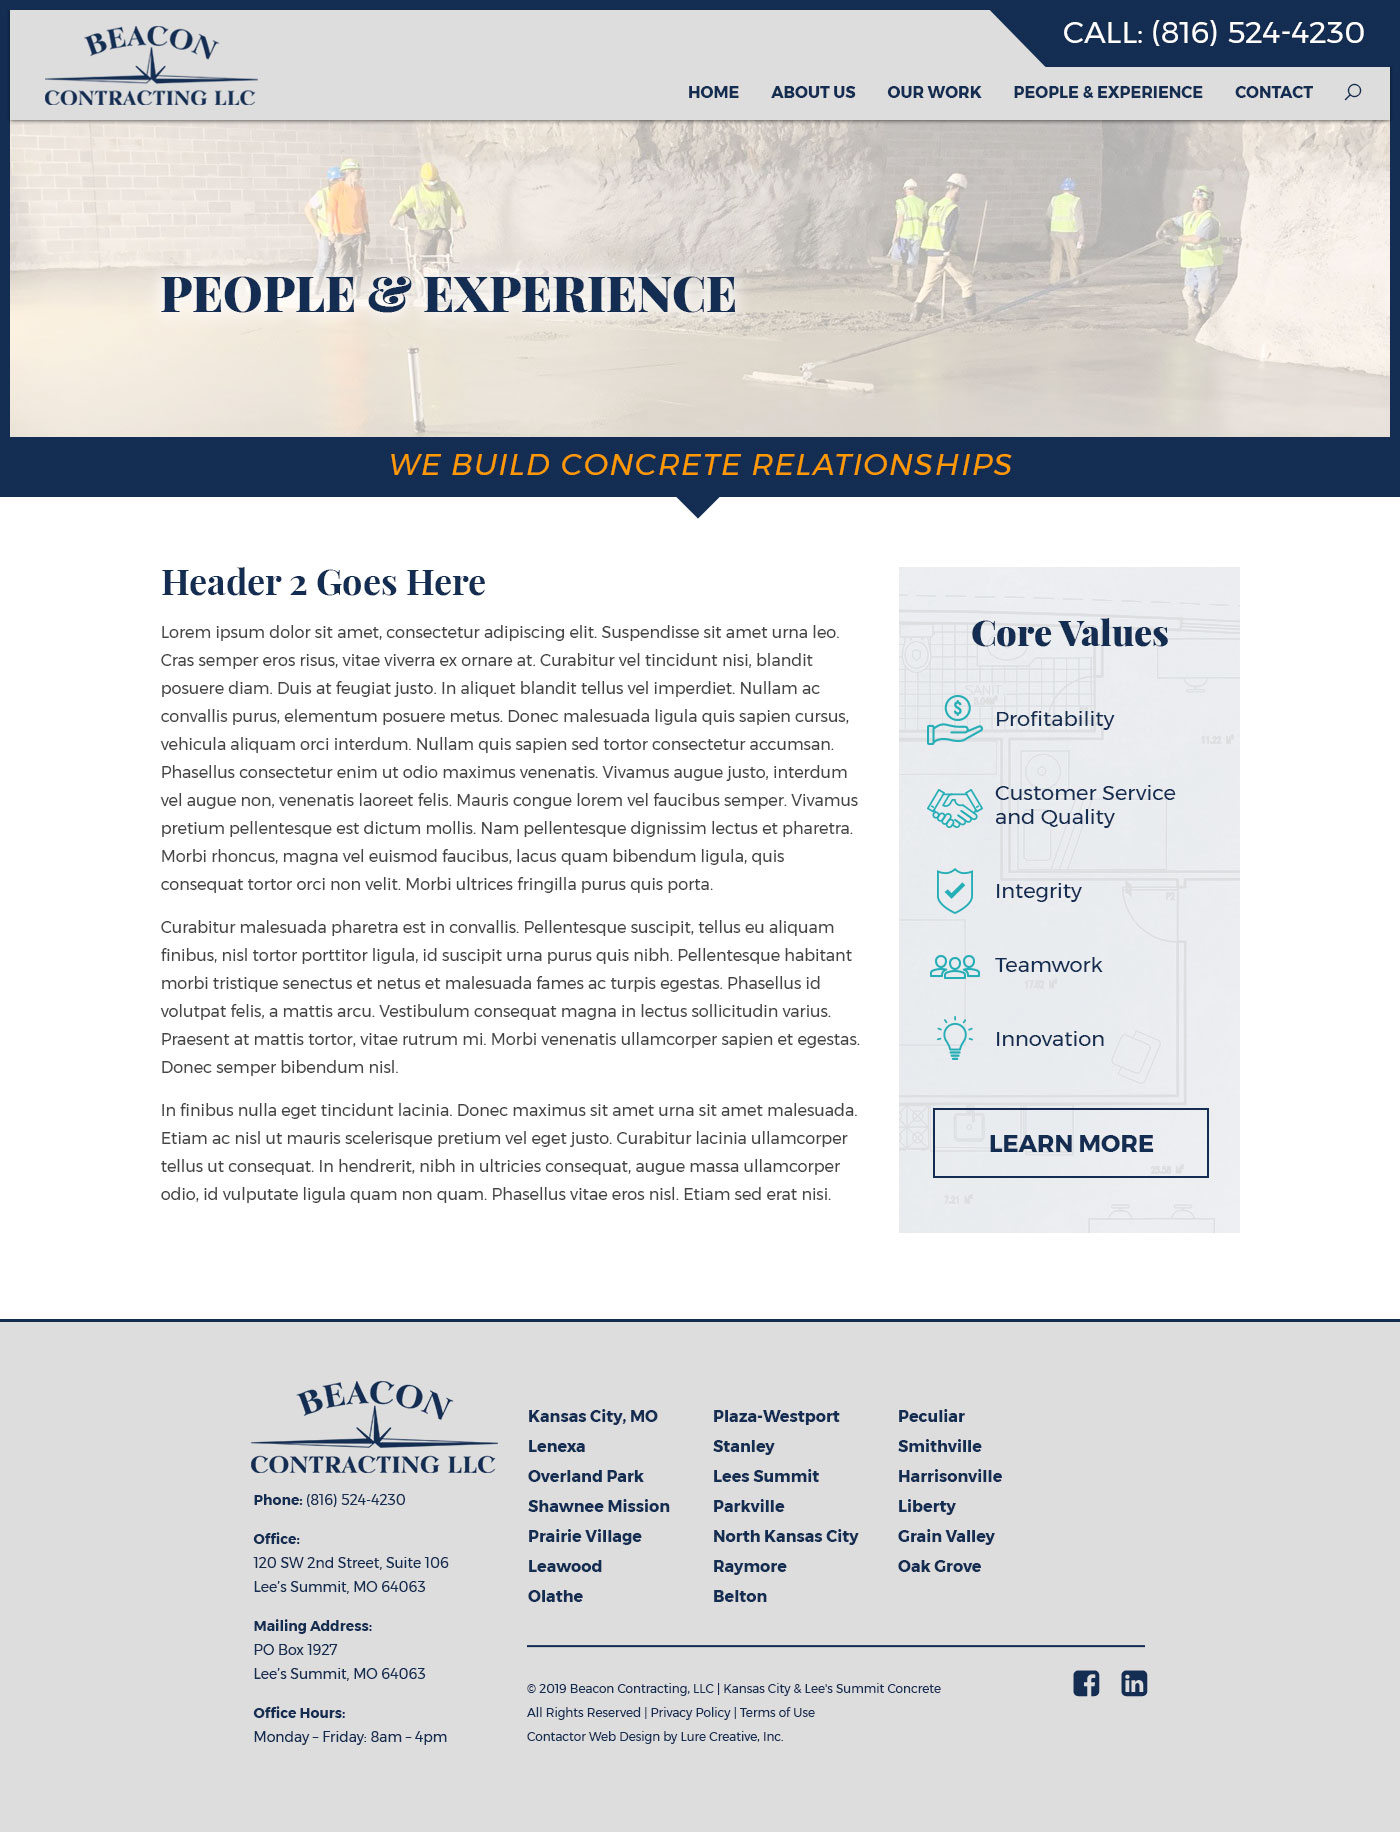 BEACON
CONTRACTING LLC
CALL: (816) 524-4230
HOME ABOUT US OUR WORK PEOPLE & EXPERIENCE CONTACT
PEOPLE & EXPERIENCE
WE BUILD CONCRETE RELATIONSHIPS
Header 2 Goes Here
Lorem ipsum dolor sit amet, consectetur adipiscing elit. Suspendisse sit amet urna leo.
Cras semper eros risus, vitae viverra ex ornare at. Curabitur vel tincidunt nisi, blandit
posuere diam. Duis at feugiat justo. In aliquet blandit tellus vel imperdiet. Nullam ac
convallis purus, elementum posuere metus. Donec malesuada ligula quis sapien cursus,
vehicula aliquam orci interdum. Nullam quis sapien sed tortor consectetur accumsan.
Phasellus consectetur enim ut odio maximus venenatis. Vivamus augue justo, interdum
vel augue non, venenatis laoreet felis. Mauris congue lorem vel faucibus semper. Vivamus
pretium pellentesque est dictum mollis. Nam pellentesque dignissim lectus et pharetra.
Morbi rhoncus, magna vel euismod faucibus, lacus quam bibendum ligula, quis
consequat tortor orci non velit. Morbi ultrices fringilla purus quis porta.
Curabitur malesuada pharetra est in convallis. Pellentesque suscipit, tellus eu aliquam
finibus, nisl tortor porttitor ligula, id suscipit urna purus quis nibh. Pellentesque habitant
morbi tristique senectus et netus et malesuada fames ac turpis egestas. Phasellus id
volutpat felis, a mattis arcu. Vestibulum consequat magna in lectus sollicitudin varius.
Praesent at mattis tortor, vitae rutrum mi. Morbi venenatis ullamcorper sapien et egestas.
Donec semper bibendum nisl.
In finibus nulla eget tincidunt lacinia. Donec maximus sit amet urna sit amet malesuada.
Etiam ac nisl ut mauris scelerisque pretium vel eget justo. Curabitur lacinia ullamcorper
tellus ut consequat. In hendrerit, nibh in ultricies consequat, augue massa ullamcorper
odio, id vulputate ligula quam non quam. Phasellus vitae eros nisl. Etiam sed erat nisi.
Core Values
SANIT
Profitability
11.22 M²
Customer Service
and Quality
Integrity
P2
Teamwork
17.02 M²
Innovation
LEARN MORE
7.21 M²
BEACON
CONTRACTING LLC
Phone: (816) 524-4230
Office:
120 SW 2nd Street, Suite 106
Lee's Summit, MO 64063
Mailing Address:
PO Box 1927
Lee's Summit, MO 64063
Office Hours:
Monday – Friday: 8am – 4pm
Kansas City, MO
Lenexa
Overland Park
Shawnee Mission
Prairie Village
Leawood
Olathe
Plaza-Westport
Stanley
Lees Summit
Parkville
North Kansas City
Raymore
Belton
Peculiar
Smithville
Harrisonville
Liberty
Grain Valley
Oak Grove
© 2019 Beacon Contracting, LLC | Kansas City & Lee's Summit Concrete
All Rights Reserved | Privacy Policy | Terms of Use
Contactor Web Design by Lure Creative, Inc.